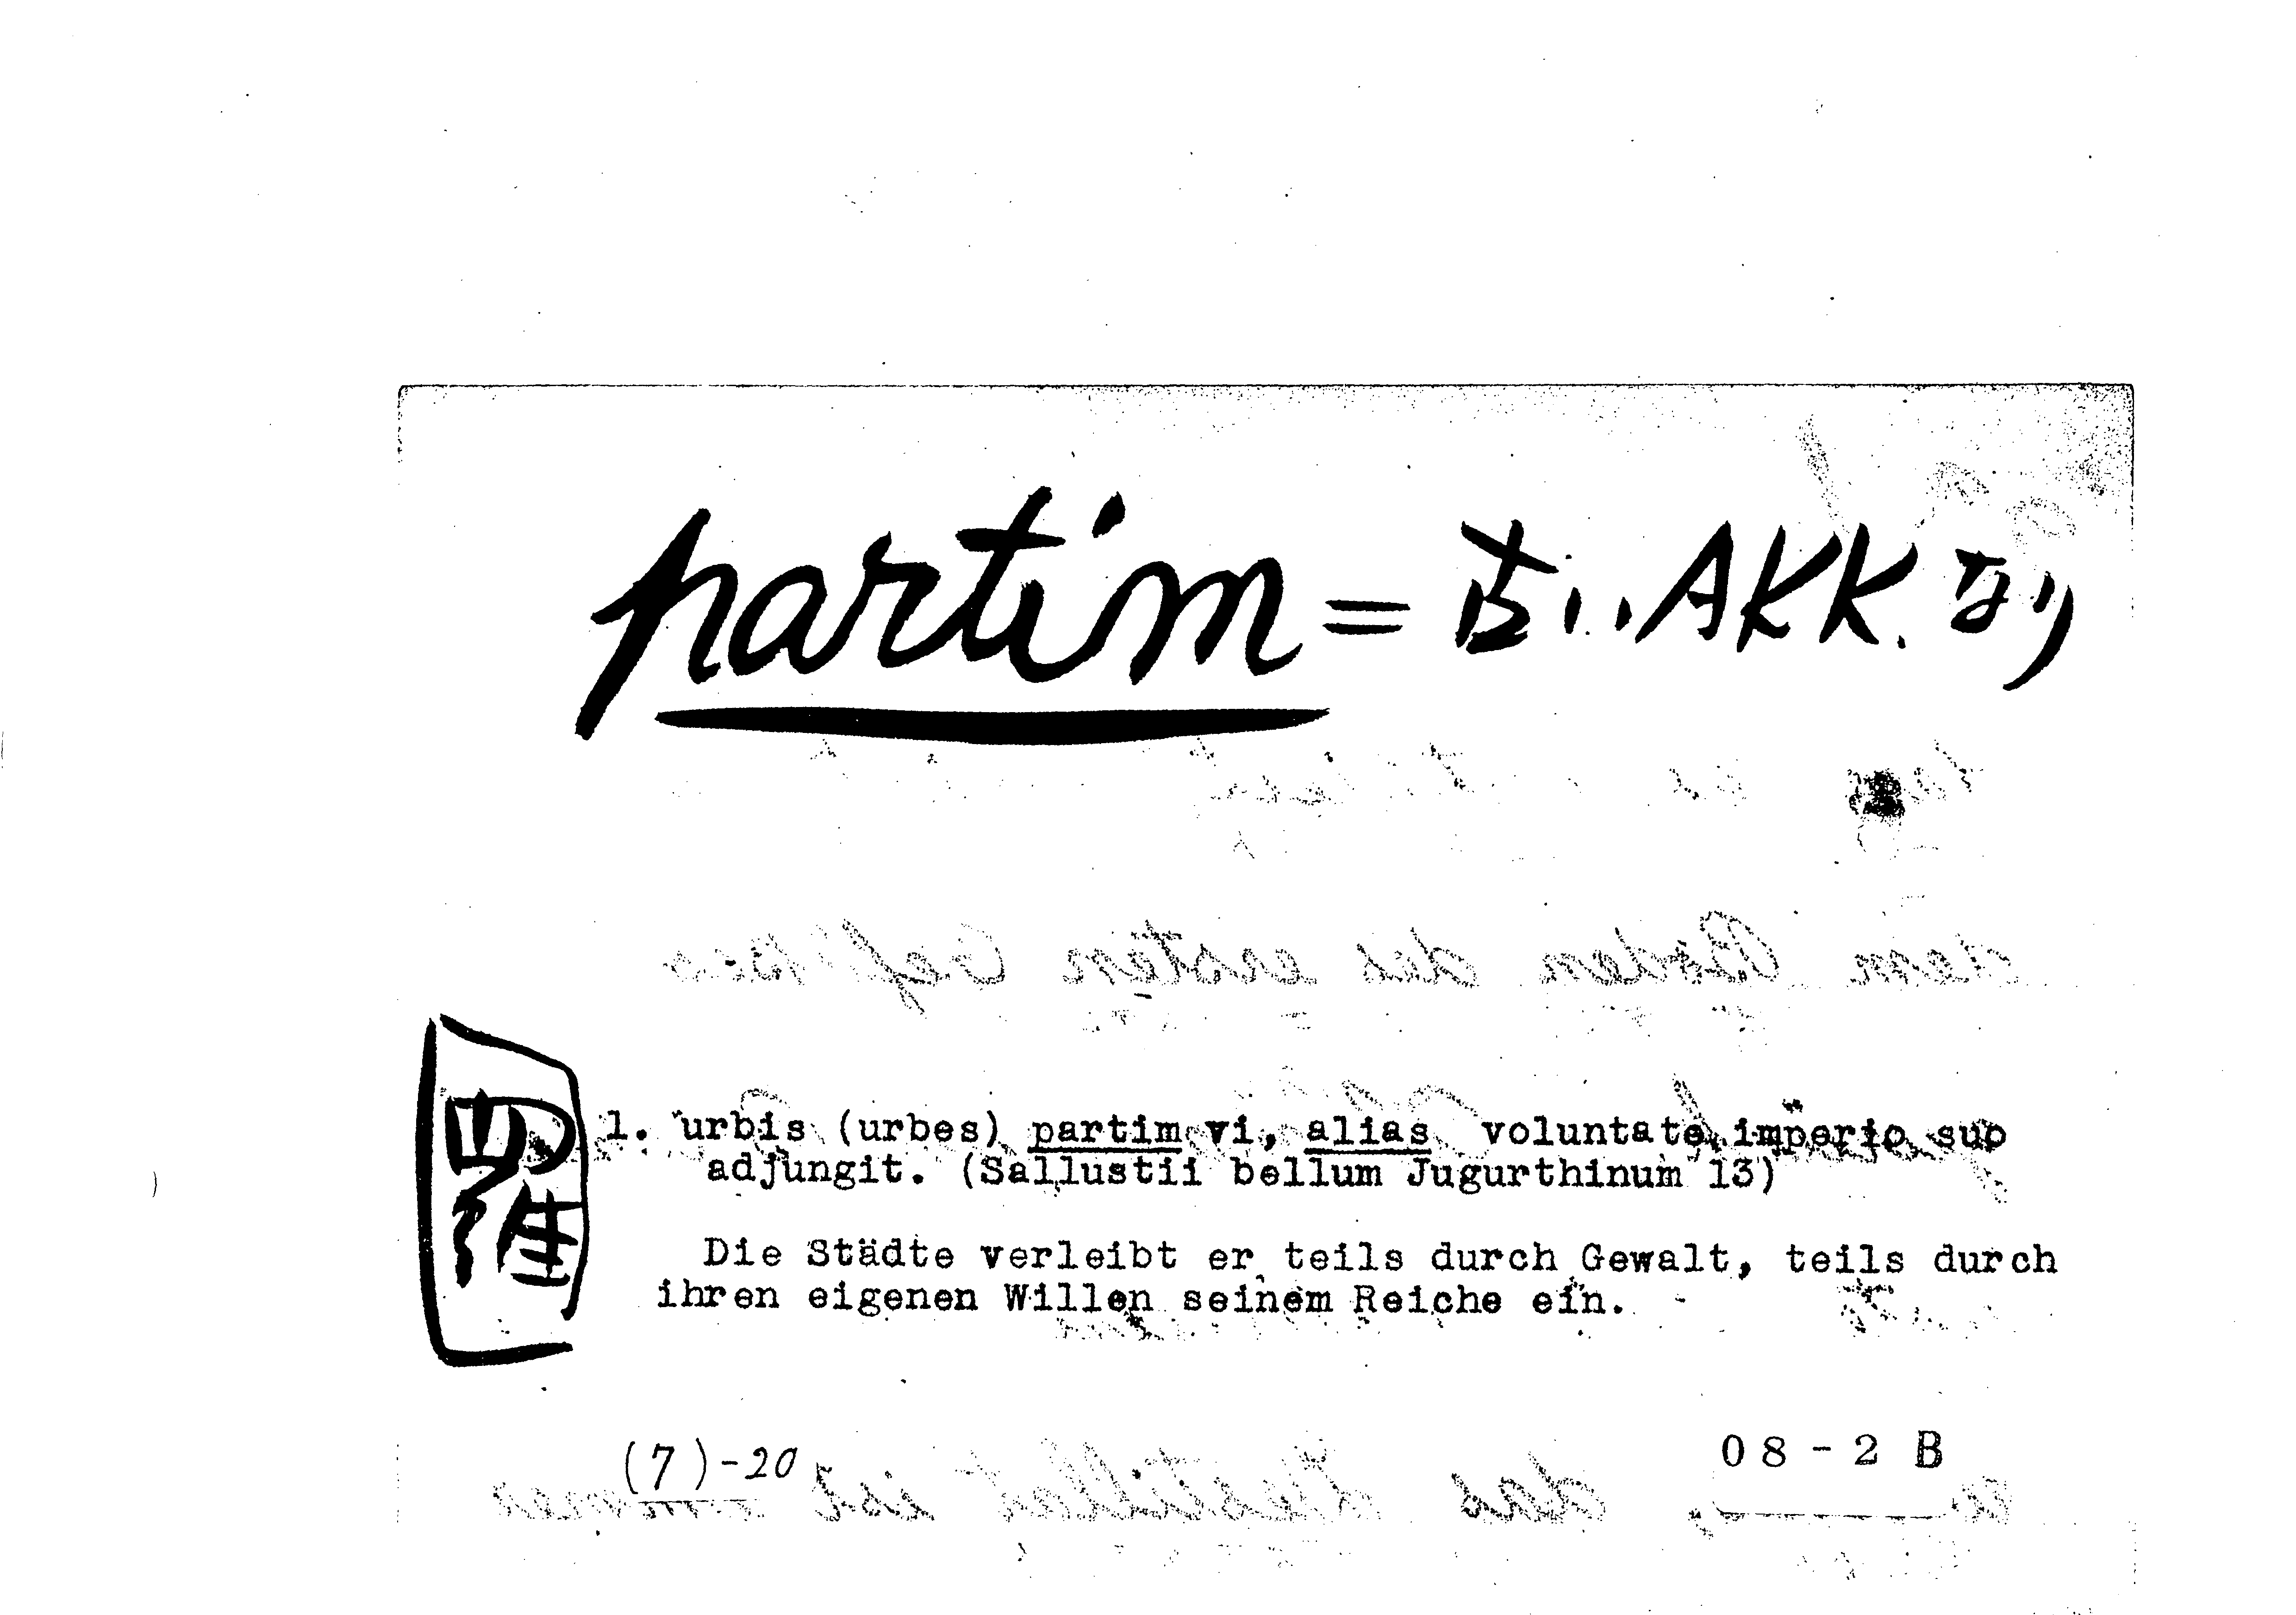 partim = 古い AKK. なり
羅
1. urbis (urbes) partim vi, alias voluntate imperio suo
adjungit. (Sallustii bellum Jugurthinum 13)
Die Städte verleibt er teils durch Gewalt, teils durch
ihren eigenen Willen seinem Reiche ein.
(7)-20
08-2 B